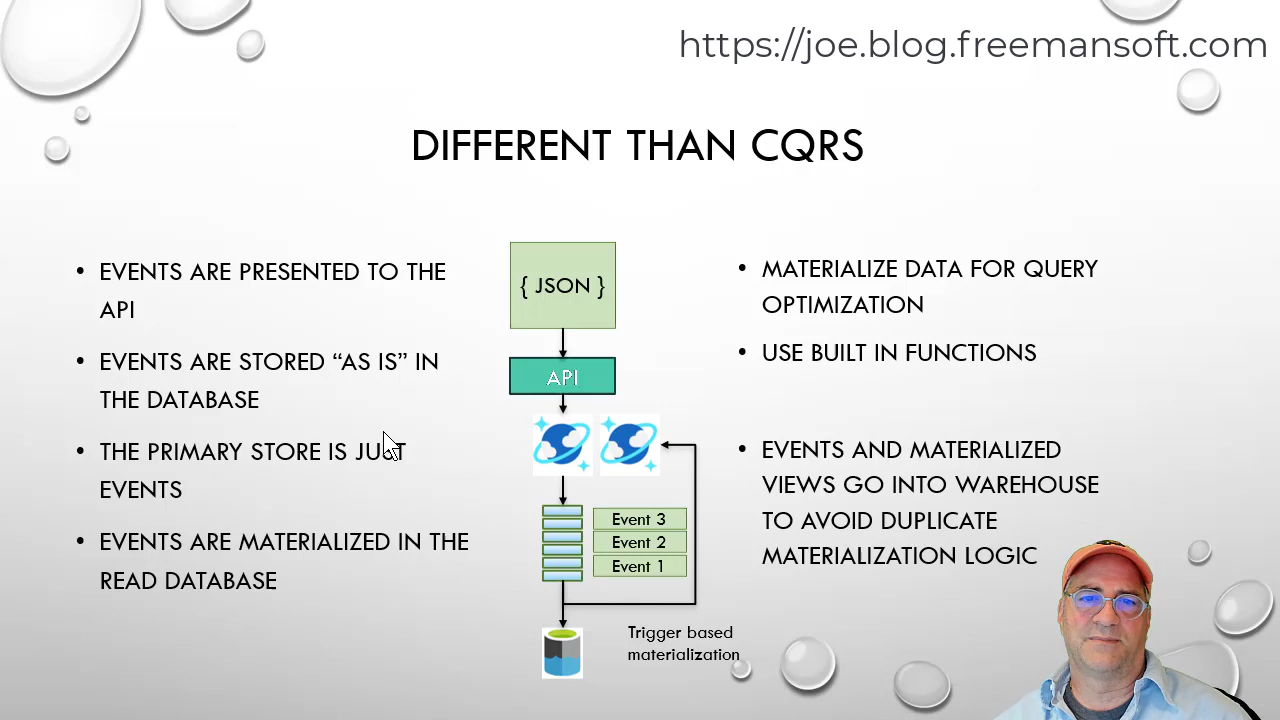 https://joe.blog.freemansoft.com
DIFFERENT THAN CQRS
• EVENTS ARE PRESENTED TO THE
API
• EVENTS ARE STORED “AS IS” IN
THE DATABASE
• THE PRIMARY STORE IS JUST
EVENTS
• EVENTS ARE MATERIALIZED IN THE
READ DATABASE
{ JSON }
API
Event 3
Event 2
Event 1
Trigger based
materialization
• MATERIALIZE DATA FOR QUERY
OPTIMIZATION
• USE BUILT IN FUNCTIONS
• EVENTS AND MATERIALIZED
VIEWS GO INTO WAREHOUSE
TO AVOID DUPLICATE
MATERIALIZATION LOGIC